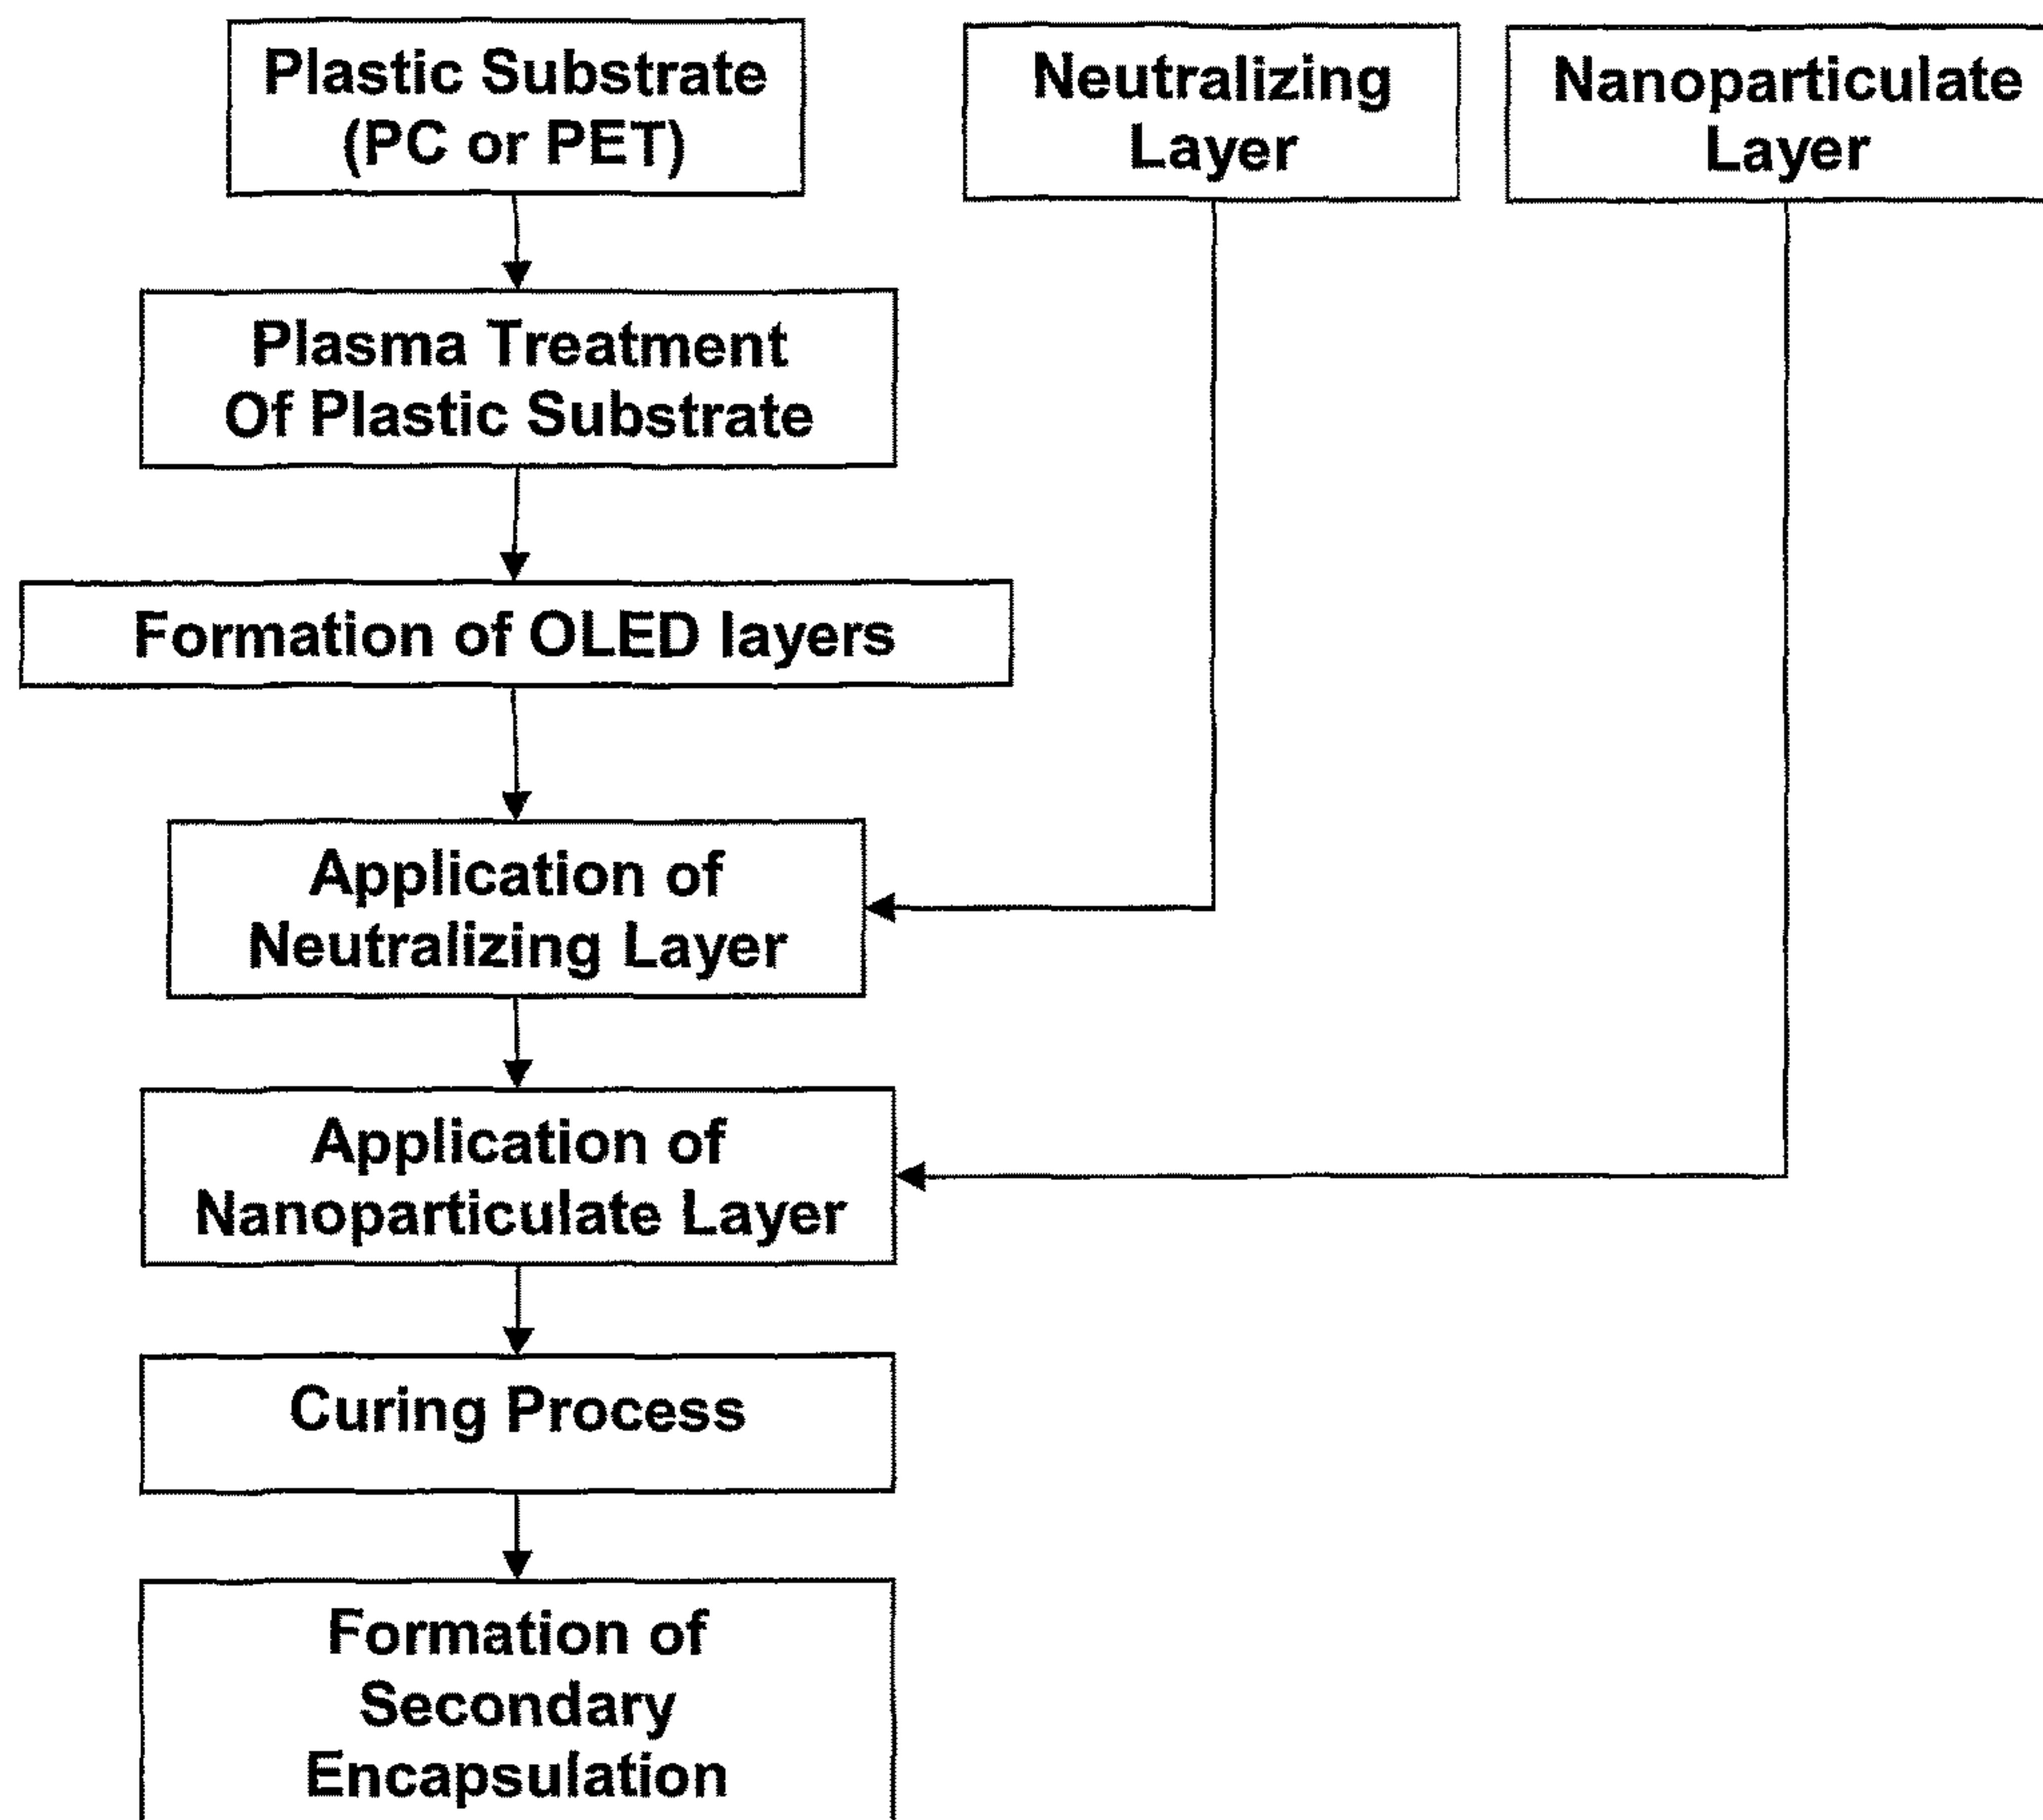 Plastic Substrate
(PC or PET)
Neutralizing
Layer
Nanoparticulate
Layer
Plasma Treatment
Of Plastic Substrate
Formation of OLED layers
Application of
Neutralizing Layer
Application of
Nanoparticulate Layer
Curing Process
Formation of
Secondary
Encapsulation